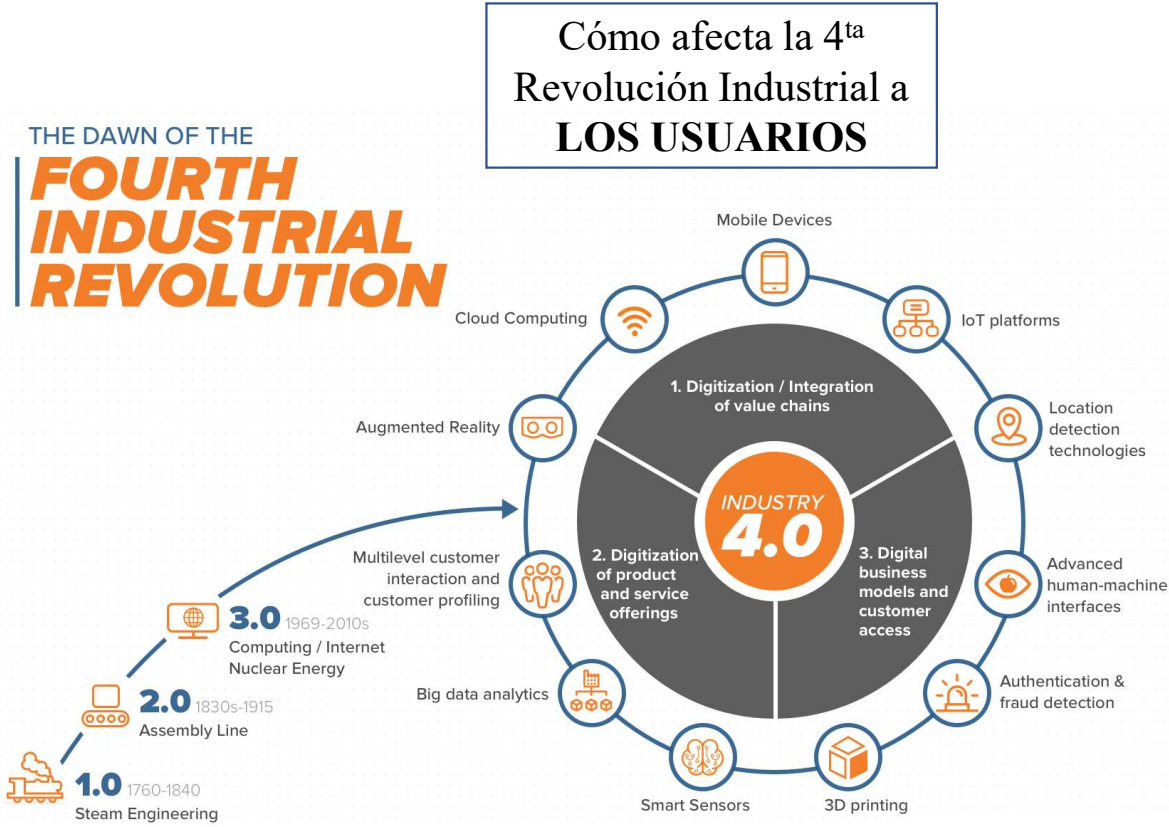 Cómo afecta la 4ta
Revolución Industrial a
LOS USUARIOS
THE DAWN OF THE
FOURTH
INDUSTRIAL
REVOLUTION
Mobile Devices
Cloud Computing
IoT platforms
1. Digitization / Integration
of value chains
Augmented Reality
Location
detection
technologies
INDUSTRY
4.0
Multilevel customer
interaction and
customer profiling
2. Digitization
of product
and service
offerings
3. Digital
business
models and
customer
access
Advanced
human-machine
interfaces
3.0 1969-2010s
Computing / Internet
Nuclear Energy
Big data analytics
Authentication &
fraud detection
2.0 1830s-1915
Assembly Line
1.0 1760-1840
Steam Engineering
Smart Sensors
3D printing